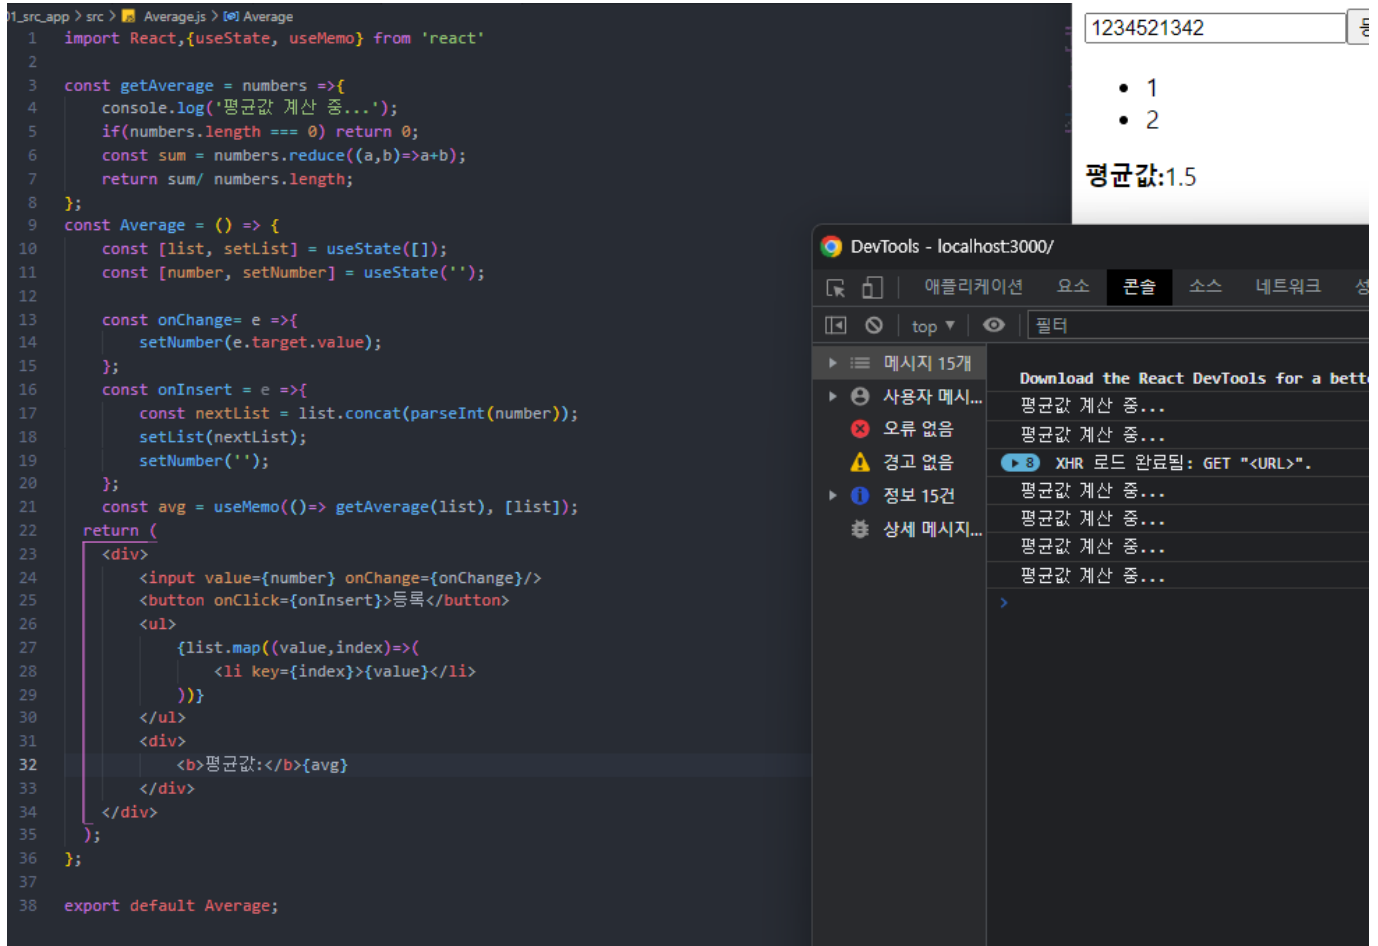 01_src_app > src > Average.js > Average
1 import React,{useState, useMemo} from 'react'
2
3 const getAverage = numbers =>{
4 console.log('평균값 계산 중...');
5 if(numbers.length === 0) return 0;
6 const sum = numbers.reduce((a,b)=>a+b);
7 return sum/ numbers.length;
8 };
9 const Average = () => {
10 const [list, setList] = useState([]);
11 const [number, setNumber] = useState('');
12
13 const onChange= e =>{
14 setNumber(e.target.value);
15 };
16 const onInsert = e =>{
17 const nextList = list.concat(parseInt(number));
18 setList(nextList);
19 setNumber('');
20 };
21 const avg = useMemo(()=> getAverage(list), [list]);
22 return (
23 <div>
24 <input value={number} onChange={onChange}/>
25 <button onClick={onInsert}>등록</button>
26 <ul>
27 {list.map((value,index)=>(
28 <li key={index}>{value}</li>
29 ))}
30 </ul>
31 <div>
32 <b>평균값:</b>{avg}
33 </div>
34 </div>
35 );
36 };
37
38 export default Average;
1234521342
• 1
• 2
평균값:1.5
DevTools - localhost:3000/
애플리케이션 요소 콘솔 소스 네트워크 성
top ▼ 필터
메시지 15개
사용자 메시...
오류 없음
경고 없음
정보 15건
상세 메시지...
Download the React DevTools for a bett
평균값 계산 중...
평균값 계산 중...
8 XHR 로드 완료됨: GET "<URL>".
평균값 계산 중...
평균값 계산 중...
평균값 계산 중...
평균값 계산 중...
>